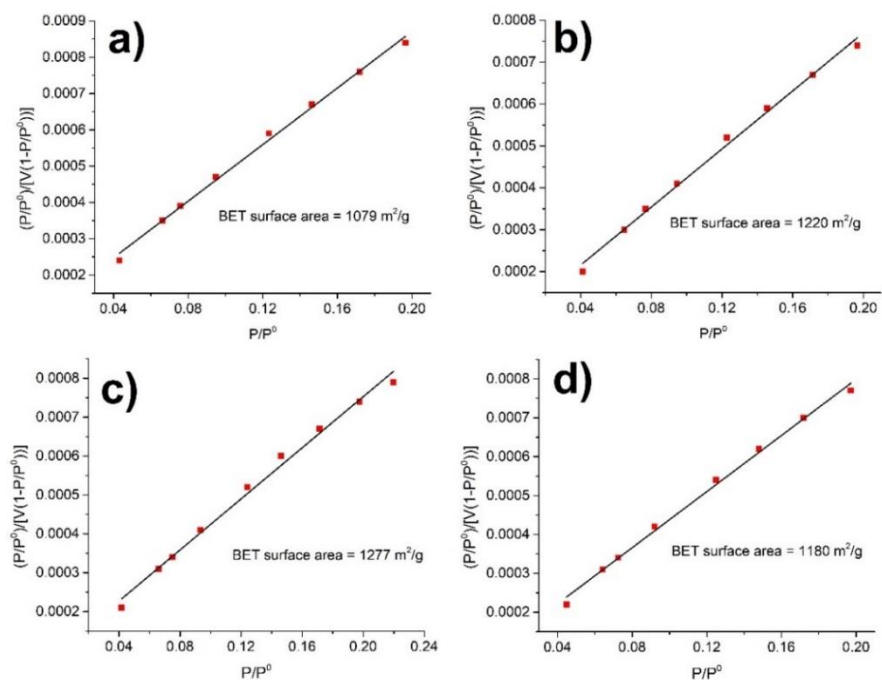 a)
0.0009
0.0008
0.0007
0.0006
0.0005
0.0004
0.0003
0.0002
(P/P⁰)/[V(1-P/P⁰))]
BET surface area = 1079 m²/g
0.04 0.08 0.12 0.16 0.20
P/P⁰
b)
0.0008
0.0007
0.0006
0.0005
0.0004
0.0003
0.0002
(P/P⁰)/[V(1-P/P⁰))]
BET surface area = 1220 m²/g
0.04 0.08 0.12 0.16 0.20
P/P⁰
c)
0.0008
0.0007
0.0006
0.0005
0.0004
0.0003
0.0002
(P/P⁰)/[V(1-P/P⁰))]
BET surface area = 1277 m²/g
0.04 0.08 0.12 0.16 0.20 0.24
P/P⁰
d)
0.0008
0.0007
0.0006
0.0005
0.0004
0.0003
0.0002
(P/P⁰)/[V(1-P/P⁰))]
BET surface area = 1180 m²/g
0.04 0.08 0.12 0.16 0.20
P/P⁰